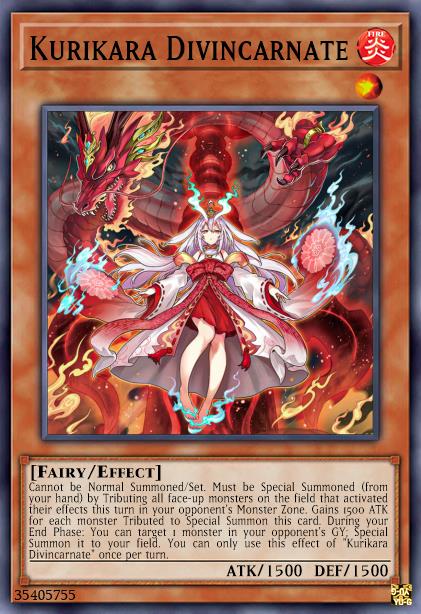 KURIKARA DIVINCARNATE
FIRE
炎
[FAIRY/EFFECT]
Cannot be Normal Summoned/Set. Must be Special Summoned (from
your hand) by Tributing all face-up monsters on the field that activated
their effects this turn in your opponent's Monster Zone. Gains 1500 ATK
for each monster Tributed to Special Summon this card. During your
End Phase: You can target 1 monster in your opponent's GY; Special
Summon it to your field. You can only use this effect of "Kurikara
Divincarnate" once per turn.
ATK/1500 DEF/1500
35405755